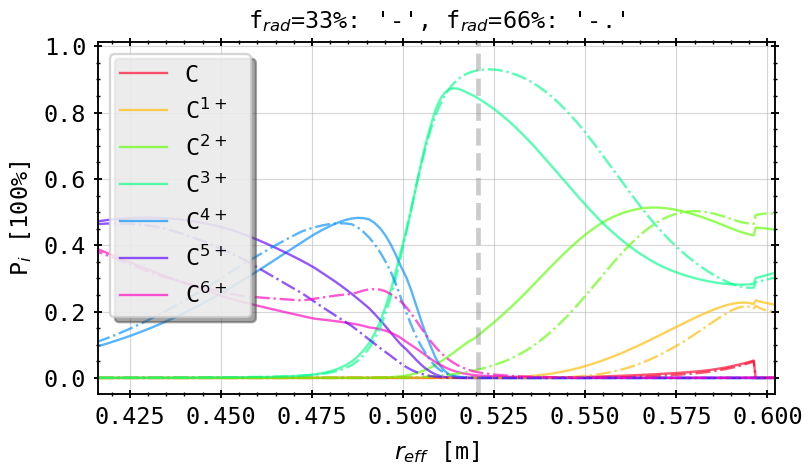 f_rad=33%: '-', f_rad=66%: '-.'
P_i [100%]
1.0
0.8
0.6
0.4
0.2
0.0
C
C^1+
C^2+
C^3+
C^4+
C^5+
C^6+
0.425 0.450 0.475 0.500 0.525 0.550 0.575 0.600
r_eff [m]